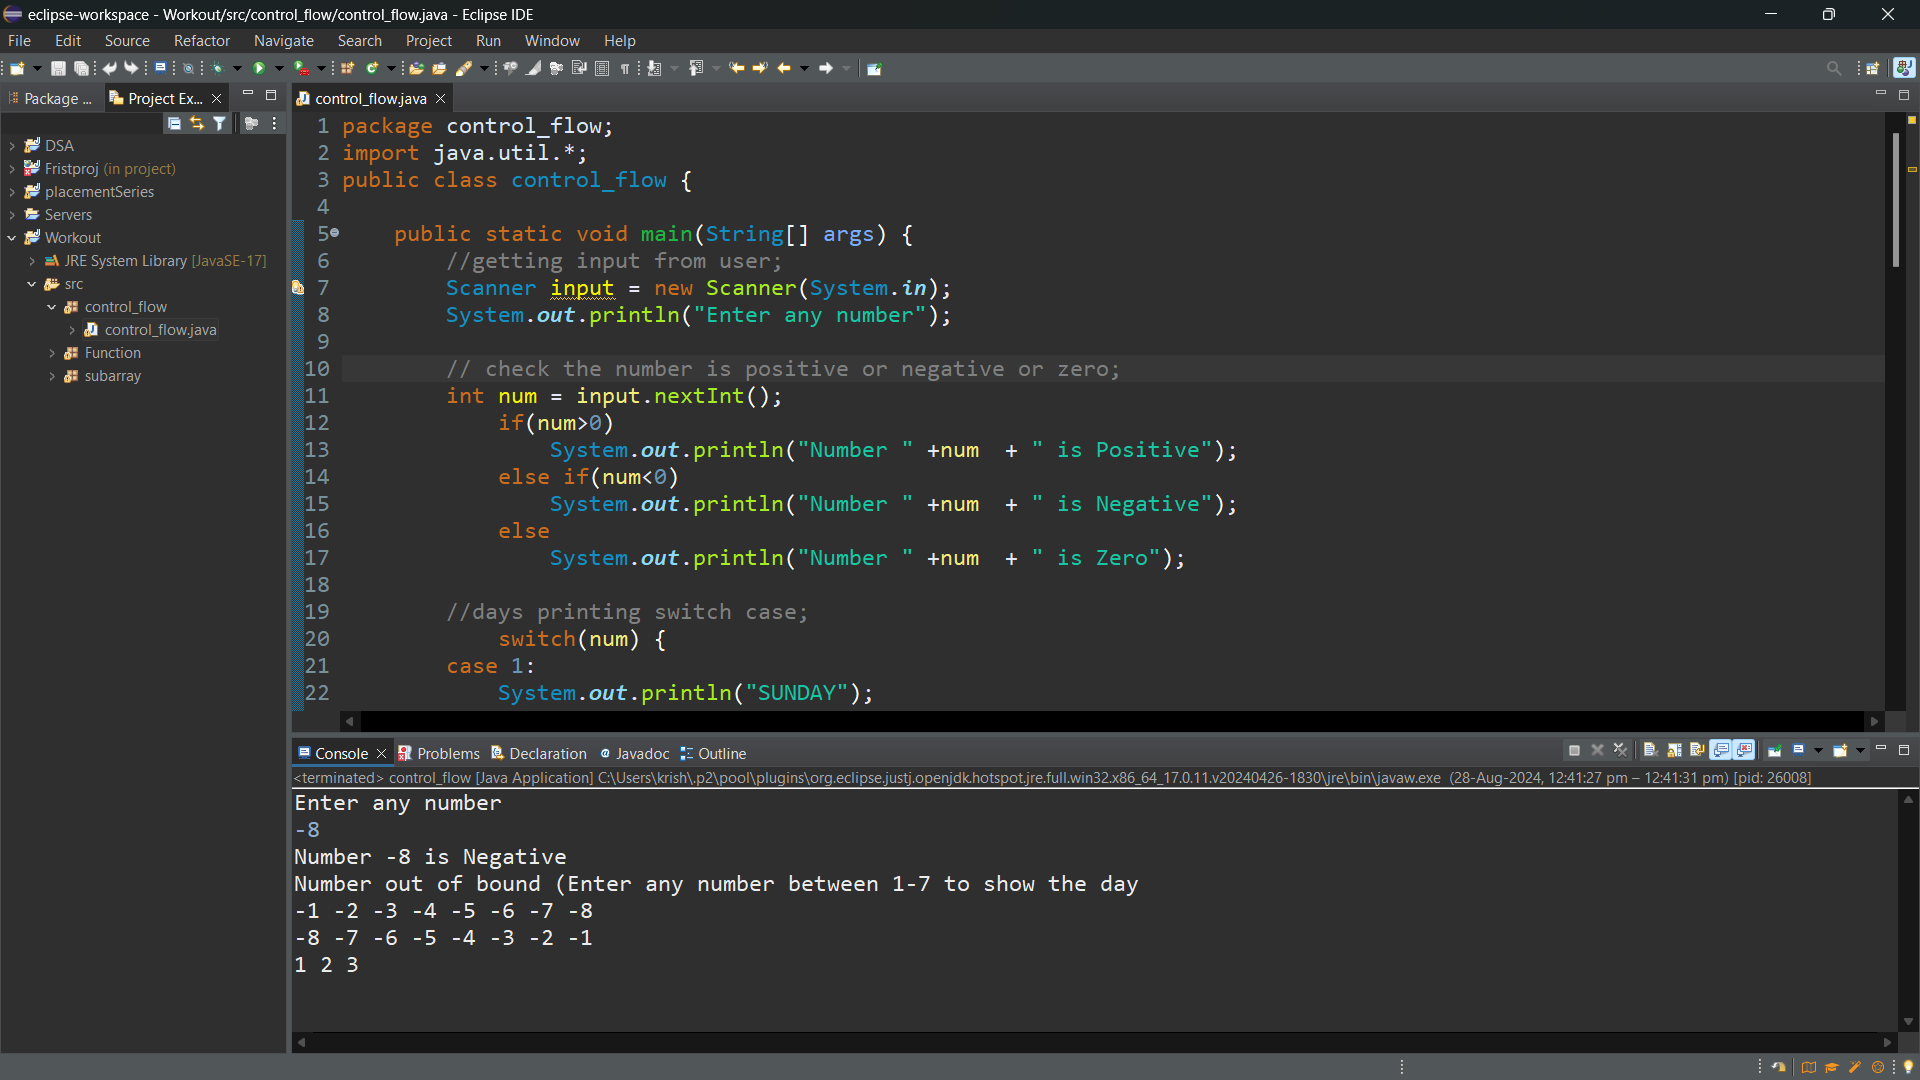 eclipse-workspace - Workout/src/control_flow/control_flow.java - Eclipse IDE
File Edit Source Refactor Navigate Search Project Run Window Help
Package ... Project Ex... control_flow.java
DSA
Fristproj (in project)
placementSeries
Servers
Workout
JRE System Library [JavaSE-17]
src
control_flow
control_flow.java
Function
subarray
1 package control_flow;
2 import java.util.*;
3 public class control_flow {
4
5 public static void main(String[] args) {
6 //getting input from user;
7 Scanner input = new Scanner(System.in);
8 System.out.println("Enter any number");
9
10 // check the number is positive or negative or zero;
11 int num = input.nextInt();
12 if(num>0)
13 System.out.println("Number " +num  + " is Positive");
14 else if(num<0)
15 System.out.println("Number " +num  + " is Negative");
16 else
17 System.out.println("Number " +num  + " is Zero");
18
19 //days printing switch case;
20 switch(num) {
21 case 1:
22 System.out.println("SUNDAY");
Console Problems Declaration Javadoc Outline
<terminated> control_flow [Java Application] C:\Users\krish\.p2\pool\plugins\org.eclipse.justj.openjdk.hotspot.jre.full.win32.x86_64_17.0.11.v20240426-1830\jre\bin\javaw.exe (28-Aug-2024, 12:41:27 pm – 12:41:31 pm) [pid: 26008]
Enter any number
-8
Number -8 is Negative
Number out of bound (Enter any number between 1-7 to show the day
-1 -2 -3 -4 -5 -6 -7 -8
-8 -7 -6 -5 -4 -3 -2 -1
1 2 3